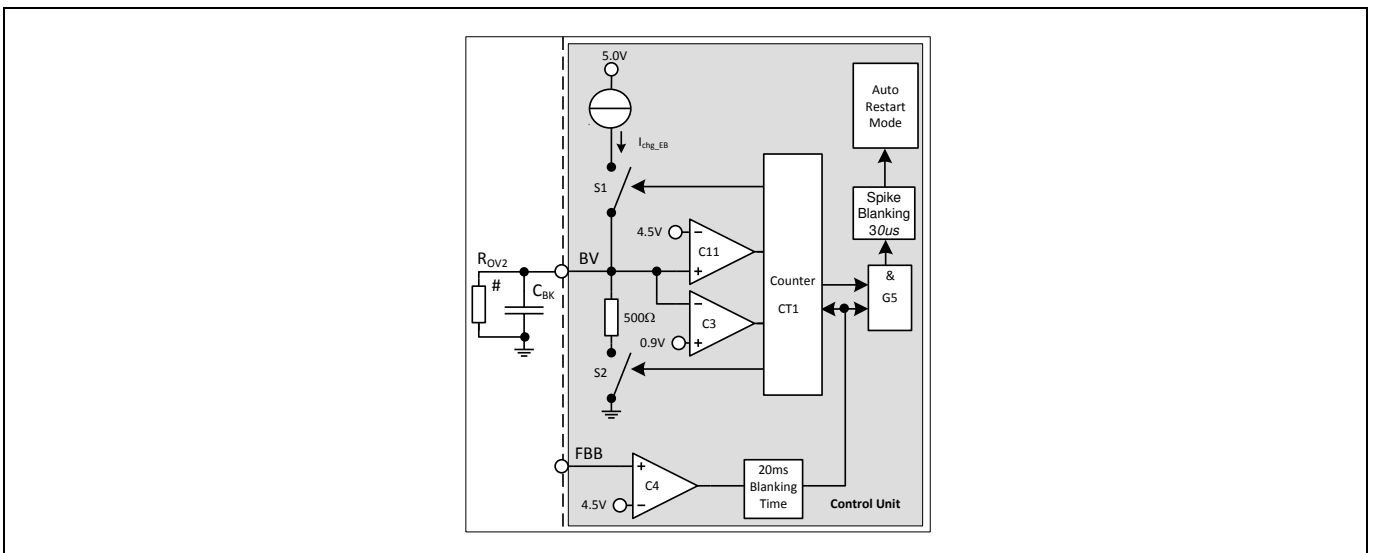 5.0V
Auto
Restart
Mode
Ichg_EB
S1
Spike
Blanking
30us
4.5V
C11
ROV2
#
CBK
BV
500Ω
Counter
CT1
&
G5
C3
0.9V
S2
FBB
C4
4.5V
20ms
Blanking
Time
Control Unit